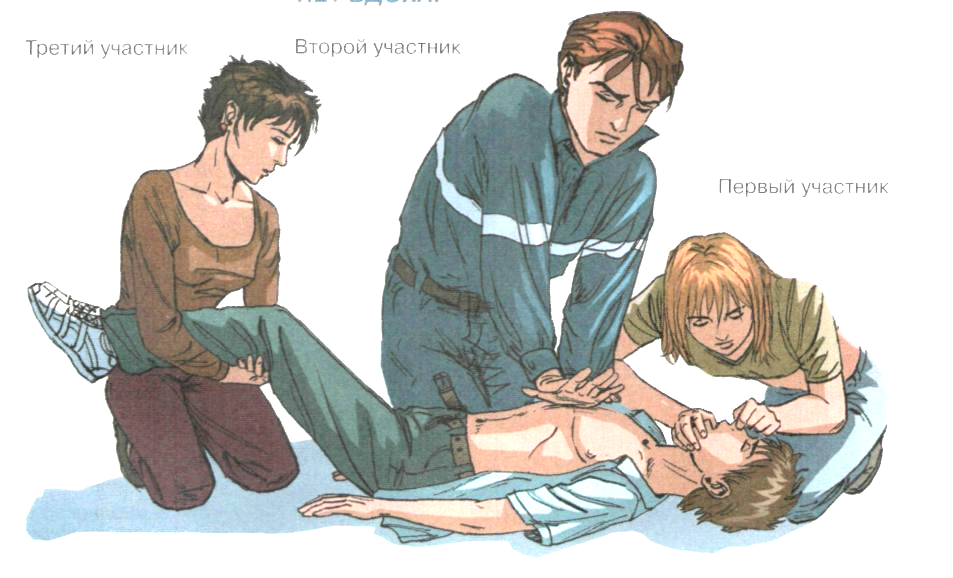 Третий участник
Второй участник
Первый участник